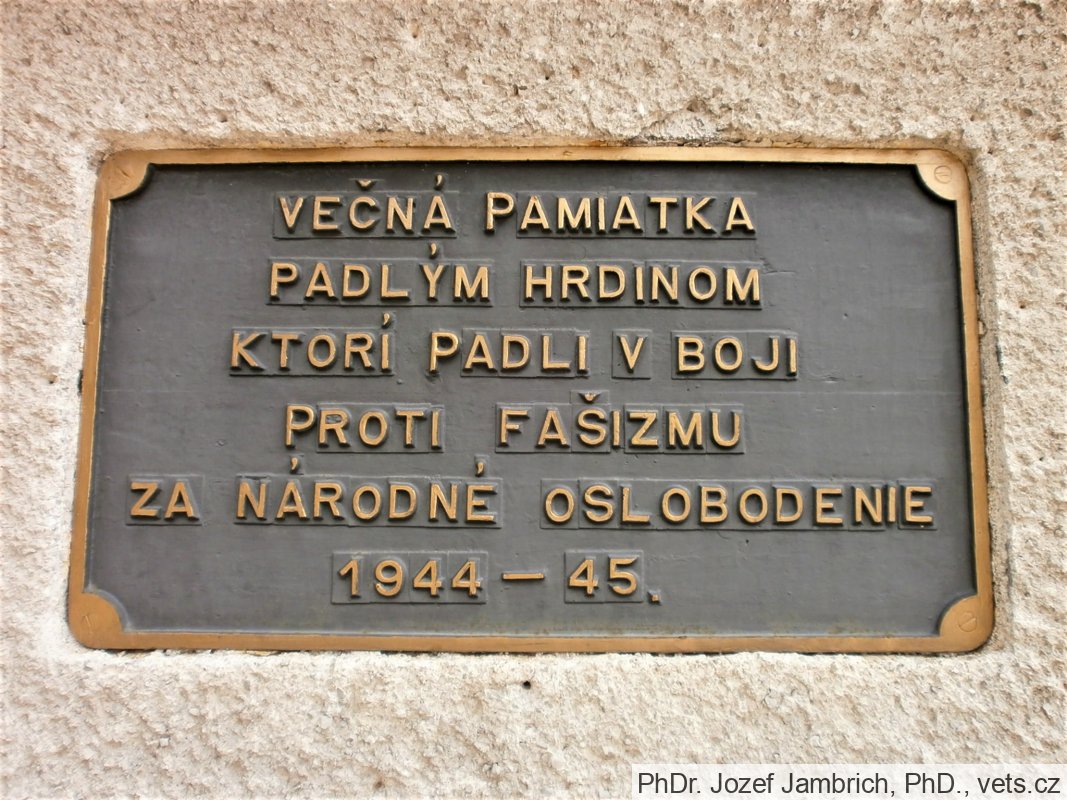 VEČNÁ PAMIATKA
PADLÝM HRDINOM
KTORÍ PADLI V BOJI
PROTI FAŠIZMU
ZA NÁRODNÉ OSLOBODENIE
1944 – 45.
PhDr. Jozef Jambrich, PhD., vets.cz